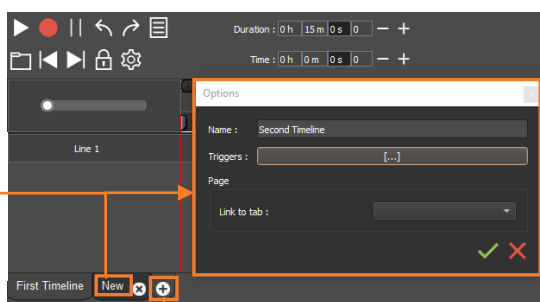 Duration : 0 h 15 m 0 s 0
Time : 0 h 0 m 0 s 0
Options
Name : Second Timeline
Line 1
Triggers : [...]
Page
Link to tab :
First Timeline New